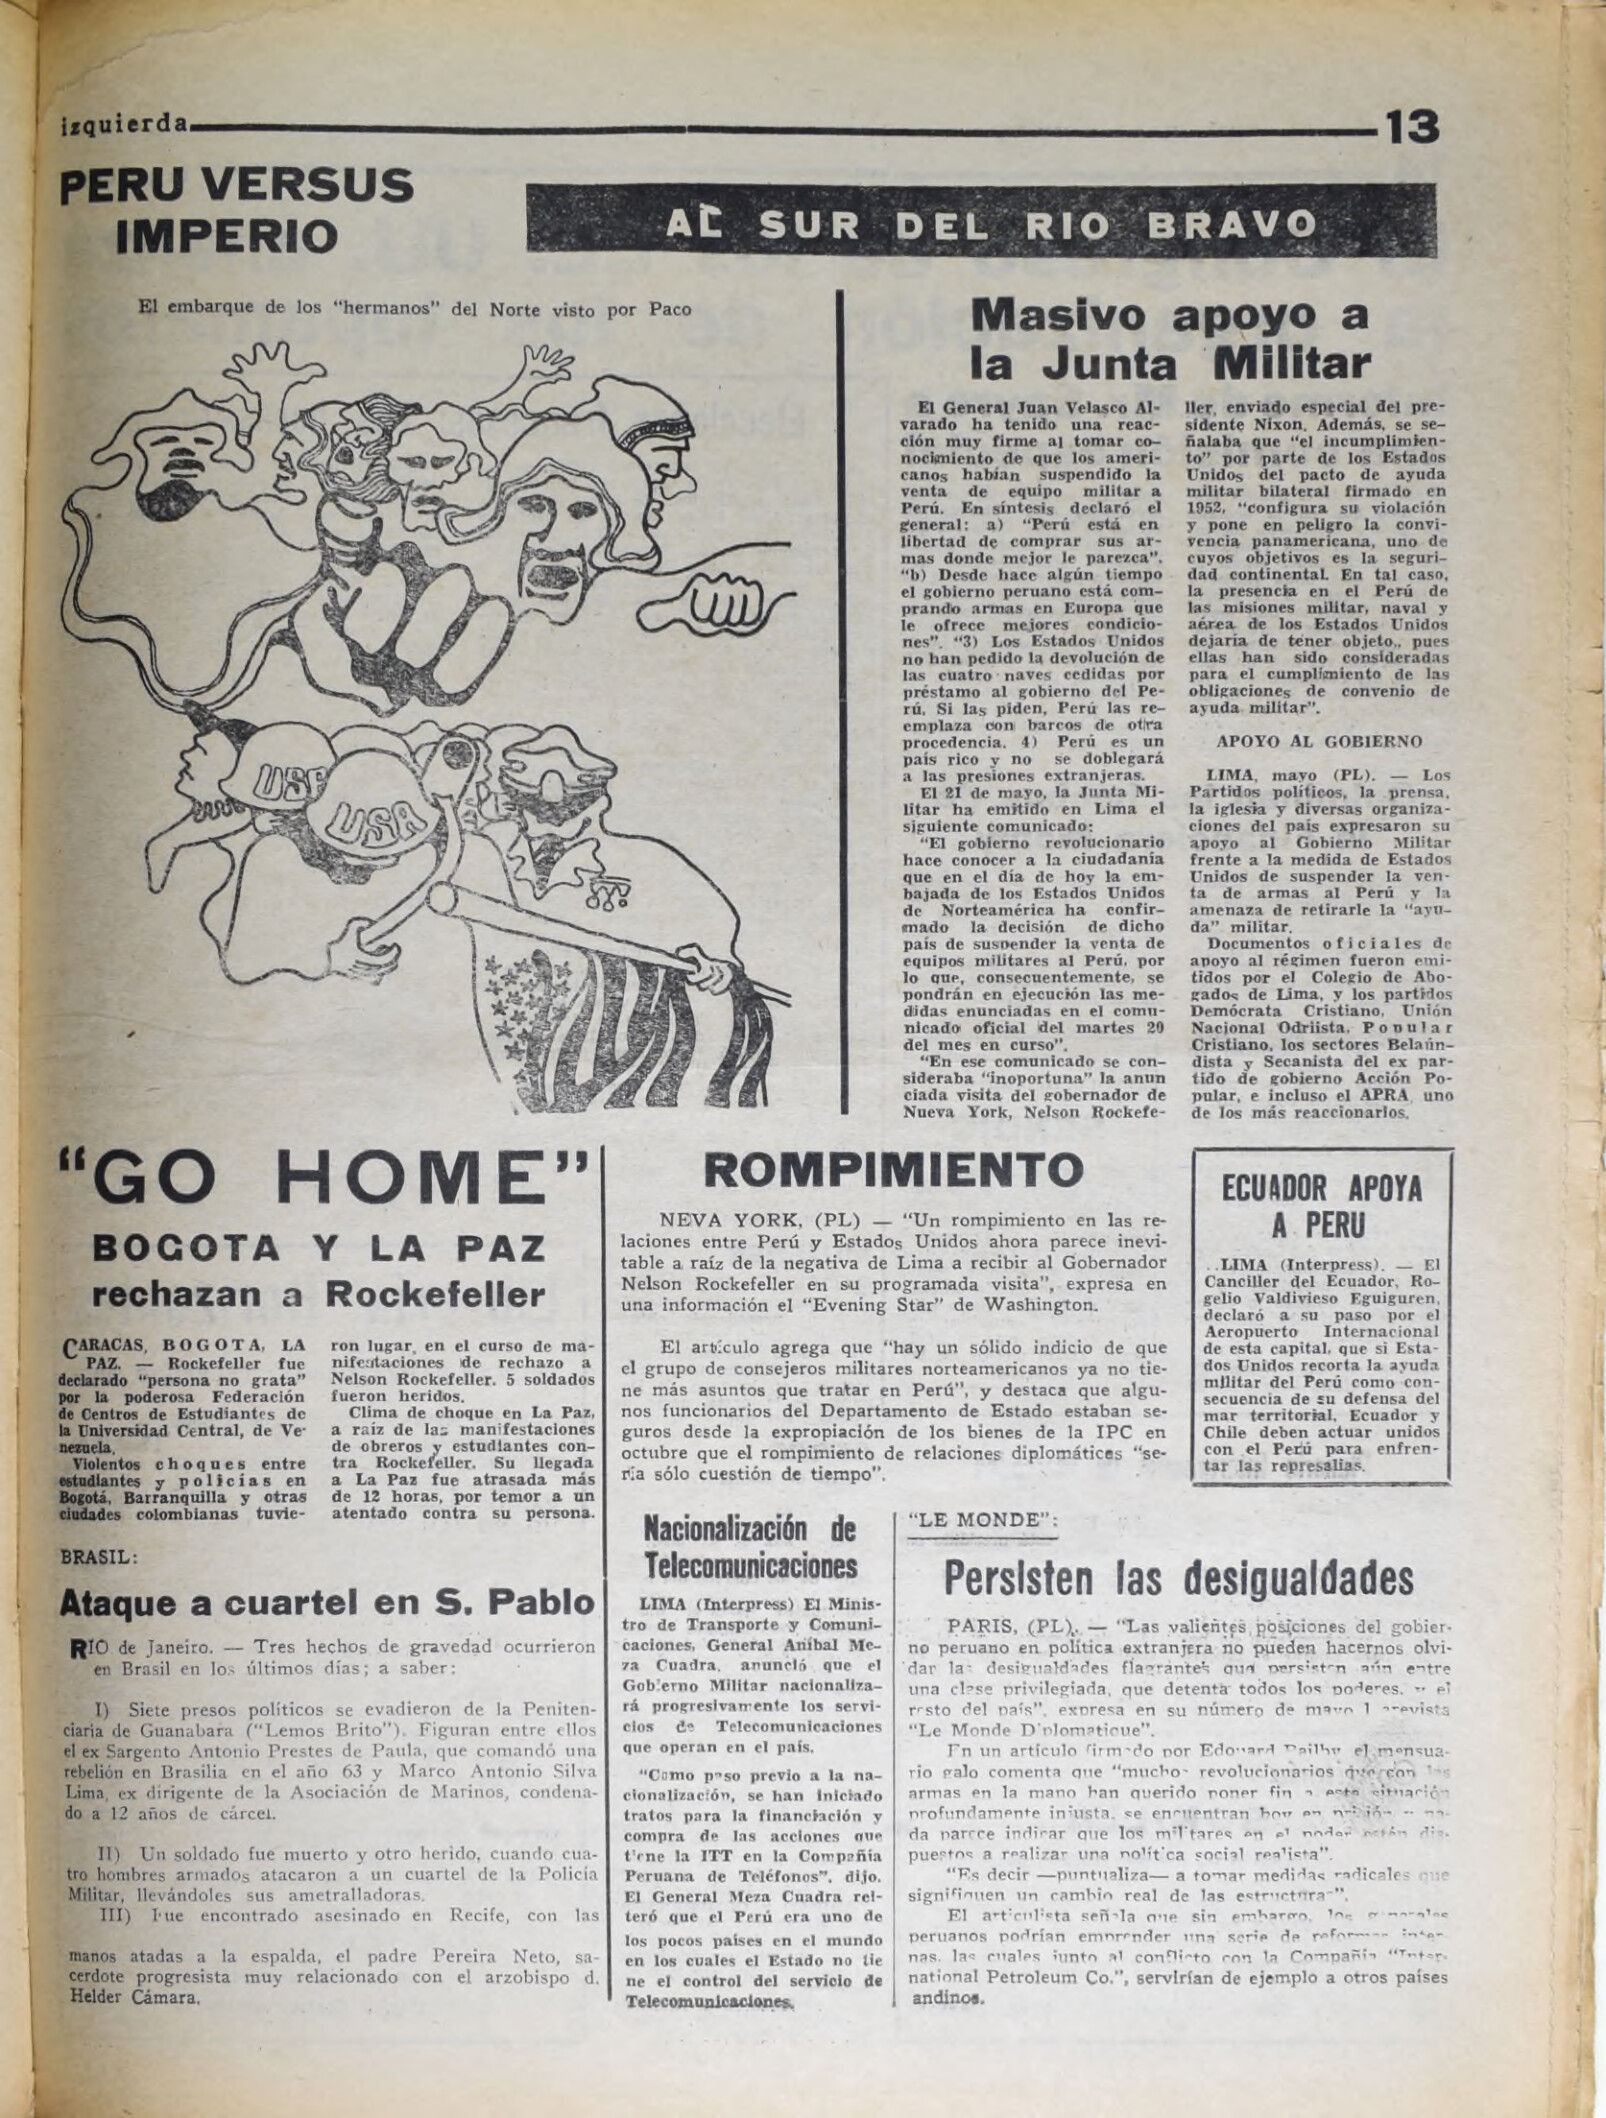 izquierda
13
PERU VERSUS
IMPERIO
AL SUR DEL RIO BRAVO
El embarque de los "hermanos" del Norte visto por Paco
USA
Masivo apoyo a
la Junta Militar
El General Juan Velasco Al-
varado ha tenido una reac-
ción muy firme al tomar co-
nocimiento de que los ameri-
canos habían suspendido la
venta de equipo militar a
Perú. En síntesis declaró el
general: a) "Perú está en
libertad de comprar sus ar-
mas donde mejor le parezca".
"b) Desde hace algún tiempo
el gobierno peruano está com-
prando armas en Europa que
le ofrece mejores condicio-
nes". "3) Los Estados Unidos
no han pedido la devolución de
las cuatro naves cedidas por
préstamo al gobierno del Pe-
rú. Si las piden, Perú las re-
emplaza con barcos de otra
procedencia. 4) Perú es un
país rico y no se doblegará
a las presiones extranjeras.
El 21 de mayo, la Junta Mi-
litar ha emitido en Lima el
siguiente comunicado:
"El gobierno revolucionario
hace conocer a la ciudadanía
que en el día de hoy la em-
bajada de los Estados Unidos
de Norteamérica ha confir-
mado la decisión de dicho
país de suspender la venta de
equipos militares al Perú, por
lo que, consecuentemente, se
pondrán en ejecución las me-
didas enunciadas en el comu-
nicado oficial del martes 20
del mes en curso".
"En ese comunicado se con-
sideraba "inoportuna" la anun
ciada visita del gobernador de
Nueva York, Nelson Rockefe-
ller, enviado especial del pre-
sidente Nixon. Además, se se-
ñalaba que "el incumplimien-
to" por parte de los Estados
Unidos del pacto de ayuda
militar bilateral firmado en
1952, "configura su violación
y pone en peligro la convi-
vencia panamericana, uno de
cuyos objetivos es la seguri-
dad continental. En tal caso,
la presencia en el Perú de
las misiones militar, naval y
aérea de los Estados Unidos
dejaría de tener objeto,, pues
ellas han sido consideradas
para el cumplimiento de las
obligaciones de convenio de
ayuda militar".
APOYO AL GOBIERNO
LIMA, mayo (PL). — Los
Partidos políticos, la prensa,
la iglesia y diversas organiza-
ciones del país expresaron su
apoyo al Gobierno Militar
frente a la medida de Estados
Unidos de suspender la ven-
ta de armas al Perú y la
amenaza de retirarle la "ayu-
da" militar.
Documentos oficiales de
apoyo al régimen fueron emi-
tidos por el Colegio de Abo-
gados de Lima, y los partidos
Demócrata Cristiano, Unión
Nacional Odriista, Popular
Cristiano, los sectores Belaún-
dista y Secanista del ex par-
tido de gobierno Acción Po-
pular, e incluso el APRA, uno
de los más reaccionarios.
"GO HOME"
BOGOTA Y LA PAZ
rechazan a Rockefeller
CARACAS, BOGOTA, LA
PAZ. — Rockefeller fue
declarado "persona no grata"
por la poderosa Federación
de Centros de Estudiantes de
la Universidad Central, de Ve-
nezuela.
Violentos choques entre
estudiantes y policías en
Bogotá, Barranquilla y otras
ciudades colombianas tuvie-
ron lugar, en el curso de ma-
nifestaciones de rechazo a
Nelson Rockefeller. 5 soldados
fueron heridos.
Clima de choque en La Paz,
a raíz de las manifestaciones
de obreros y estudiantes con-
tra Rockefeller. Su llegada
a La Paz fue atrasada más
de 12 horas, por temor a un
atentado contra su persona.
BRASIL:
Ataque a cuartel en S. Pablo
RIO de Janeiro. — Tres hechos de gravedad ocurrieron
en Brasil en los últimos días; a saber:
I) Siete presos políticos se evadieron de la Peniten-
ciaria de Guanabara ("Lemos Brito"). Figuran entre ellos
el ex Sargento Antonio Prestes de Paula, que comandó una
rebelión en Brasilia en el año 63 y Marco Antonio Silva
Lima, ex dirigente de la Asociación de Marinos, condena-
do a 12 años de cárcel.
II) Un soldado fue muerto y otro herido, cuando cua-
tro hombres armados atacaron a un cuartel de la Policía
Militar, llevándoles sus ametralladoras.
III) Fue encontrado asesinado en Recife, con las
manos atadas a la espalda, el padre Pereira Neto, sa-
cerdote progresista muy relacionado con el arzobispo d.
Helder Cámara.
ROMPIMIENTO
NEVA YORK, (PL) — "Un rompimiento en las re-
laciones entre Perú y Estados Unidos ahora parece inevi-
table a raíz de la negativa de Lima a recibir al Gobernador
Nelson Rockefeller en su programada visita", expresa en
una información el "Evening Star" de Washington.
El artículo agrega que "hay un sólido indicio de que
el grupo de consejeros militares norteamericanos ya no tie-
ne más asuntos que tratar en Perú", y destaca que algu-
nos funcionarios del Departamento de Estado estaban se-
guros desde la expropiación de los bienes de la IPC en
octubre que el rompimiento de relaciones diplomáticas "se-
ría sólo cuestión de tiempo".
ECUADOR APOYA
A PERU
..LIMA (Interpress). — El
Canciller del Ecuador, Ro-
gelio Valdivieso Eguiguren,
declaró a su paso por el
Aeropuerto Internacional
de esta capital, que si Esta-
dos Unidos recorta la ayuda
militar del Perú como con-
secuencia de su defensa del
mar territorial, Ecuador y
Chile deben actuar unidos
con el Perú para enfren-
tar las represalias.
Nacionalización de
Telecomunicaciones
LIMA (Interpress) El Minis-
tro de Transporte y Comuni-
caciones, General Aníbal Me-
za Cuadra, anunció que el
Gobierno Militar nacionaliza-
rá progresivamente los servi-
cios de Telecomunicaciones
que operan en el país.
"Como paso previo a la na-
cionalización, se han iniciado
tratos para la financiación y
compra de las acciones que
tiene la ITT en la Compañía
Peruana de Teléfonos", dijo.
El General Meza Cuadra rei-
teró que el Perú era uno de
los pocos países en el mundo
en los cuales el Estado no tie
ne el control del servicio de
Telecomunicaciones.
"LE MONDE":
Persisten las desigualdades
PARIS, (PL). — "Las valientes posiciones del gobier-
no peruano en política extranjera no pueden hacernos olvi-
dar las desigualdades flagrantes que persisten aún entre
una clase privilegiada, que detenta todos los poderes, y el
resto del país", expresa en su número de mayo
"Le Monde Diplomatique".
En un artículo firmado por Edouard Bailby el mensua-
rio galo comenta que "muchos revolucionarios que con las
armas en la mano han querido poner fin a esta situación
profundamente injusta, se encuentran hoy en prisión y na-
da parece indicar que los militares en el poder estén dis-
puestos a realizar una política social realista".
"Es decir —puntualiza— a tomar medidas radicales que
signifiquen un cambio real de las estructuras".
El articulista señala que sin embargo, los generales
peruanos podrían emprender una serie de reformas inter-
nas, las cuales junto al conflicto con la Compañía "Inter-
national Petroleum Co.", servirían de ejemplo a otros países
andinos.